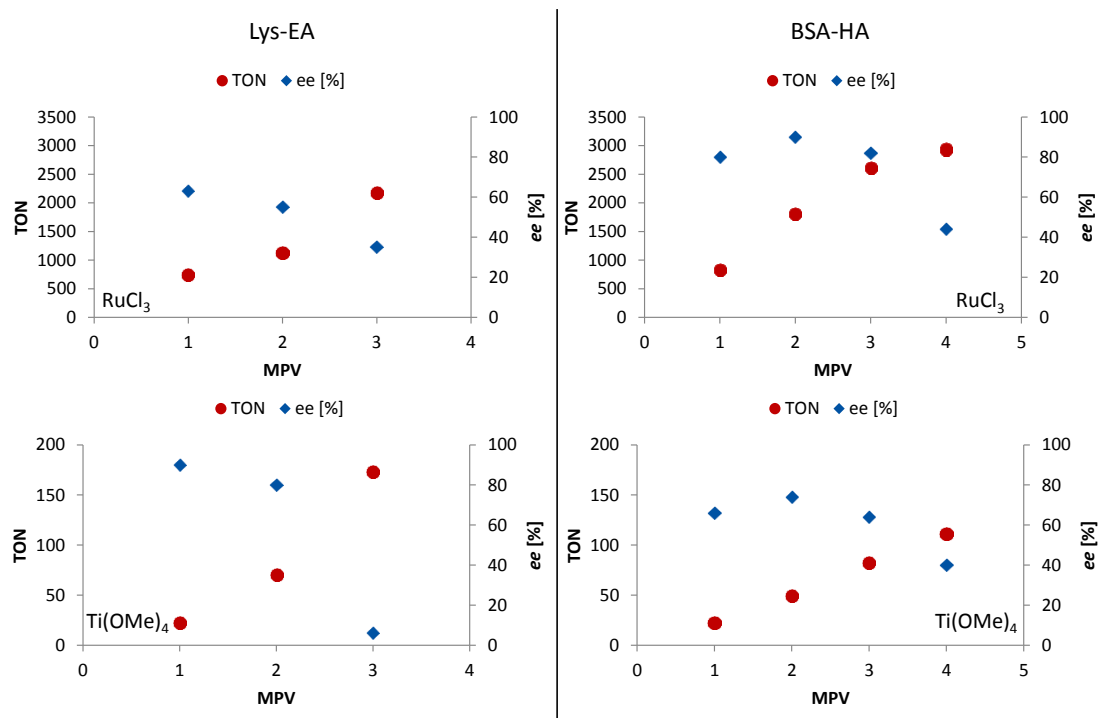 Lys-EA
TON ee [%]
3500
3000
2500
2000
1500
1000
500
0
TON
100
80
60
40
20
0
ee [%]
RuCl3
0 1 2 3 4
MPV
BSA-HA
TON ee [%]
3500
3000
2500
2000
1500
1000
500
0
TON
100
80
60
40
20
0
ee [%]
RuCl3
0 1 2 3 4 5
MPV
TON ee [%]
200
150
100
50
0
TON
100
80
60
40
20
0
ee [%]
Ti(OMe)4
0 1 2 3 4
MPV
TON ee [%]
200
150
100
50
0
TON
100
80
60
40
20
0
ee [%]
Ti(OMe)4
0 1 2 3 4 5
MPV